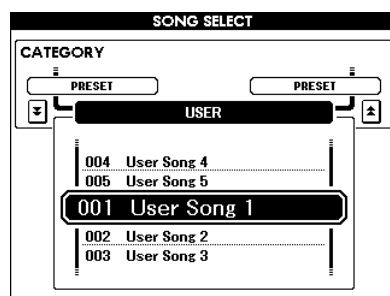 SONG SELECT
CATEGORY
PRESET PRESET
USER
004 User Song 4
005 User Song 5
001 User Song 1
002 User Song 2
003 User Song 3